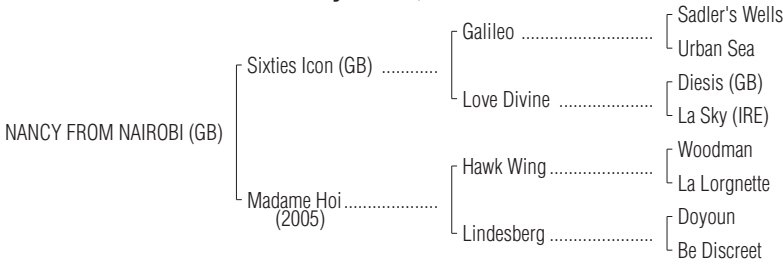 Sadler's Wells
Galileo ............................
Urban Sea
Sixties Icon (GB) ............
Diesis (GB)
Love Divine ....................
La Sky (IRE)
NANCY FROM NAIROBI (GB)
Woodman
Hawk Wing ......................
La Lorgnette
Madame Hoi ....................
(2005)
Doyoun
Lindesberg ......................
Be Discreet